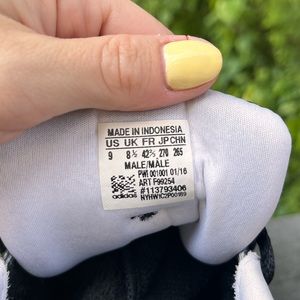 MADE IN INDONESIA
US UK FR JP CHN
9 8½ 42⅔ 270 265
MALE/MÂLE
PWI 001001 01/16
ART F99254
#113793406
adidas